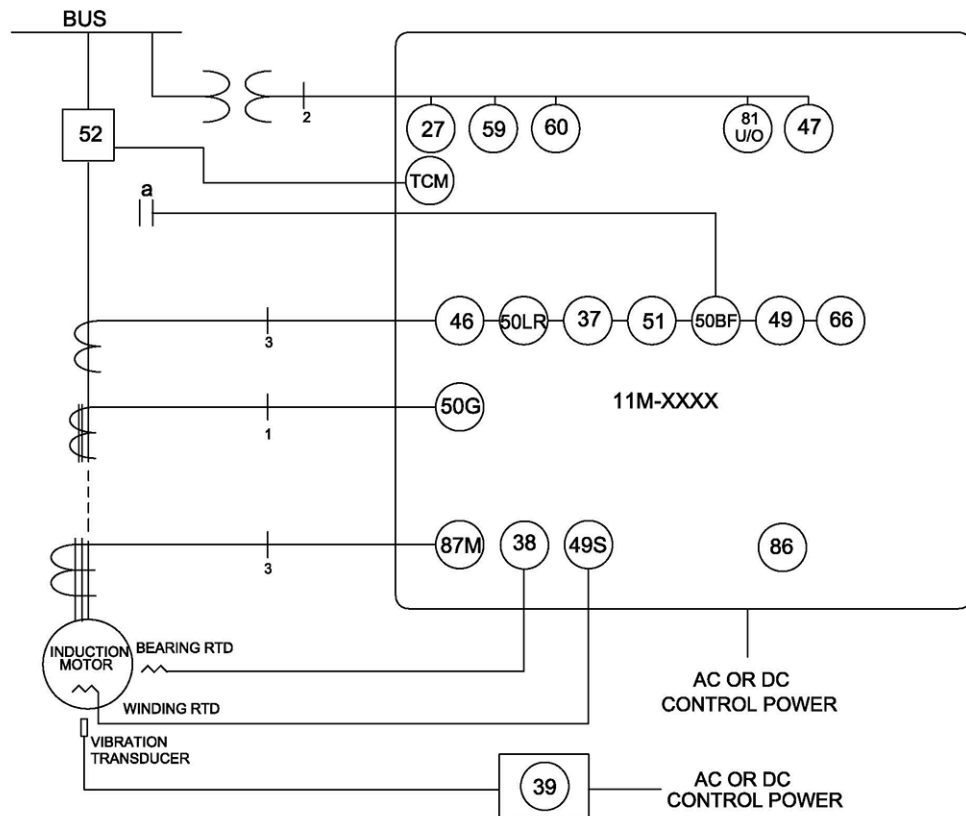 BUS
52
2
27
59
60
81
U/O
47
TCM
a
3
46
50LR
37
51
50BF
49
66
1
50G
11M-XXXX
3
87M
38
49S
86
INDUCTION
MOTOR
BEARING RTD
WINDING RTD
VIBRATION
TRANSDUCER
39
AC OR DC
CONTROL POWER
AC OR DC
CONTROL POWER